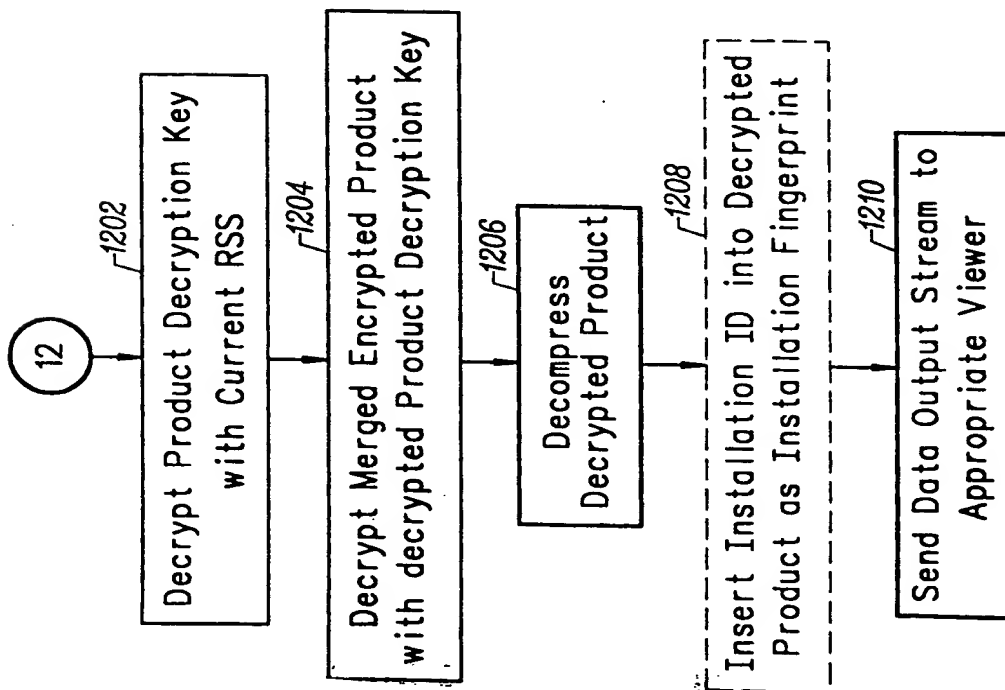 12
1202
Decrypt Product Decryption Key
with Current RSS
1204
Decrypt Merged Encrypted Product
with decrypted Product Decryption Key
1206
Decompress
Decrypted Product
1208
Insert Installation ID into Decrypted
Product as Installation Fingerprint
1210
Send Data Output Stream to
Appropriate Viewer